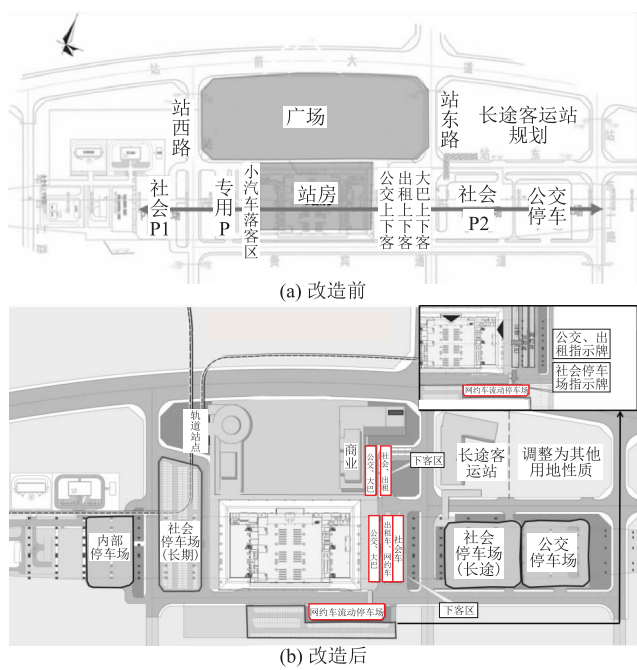 站前大道
广场
站西路
站东路
长途客运站
规划
站东
小汽车落客区
站房
公交上下客
出租上下客
大巴上下客
社会
P1
专用
P
社会
P2
公交
停车
贵宾通道
(a) 改造前
公交、出
租指示牌
社会停车
场指示牌
网约车流动停车场
轨道站点
商业
公交、大巴
社会、出租
下客区
长途客
运站
调整为其他
用地性质
内部
停车场
社会
停车场
(长期)
公交、大巴
出租车、网约车
社会车
社会
停车场
(长途)
公交
停车场
下客区
网约车流动停车场
(b) 改造后